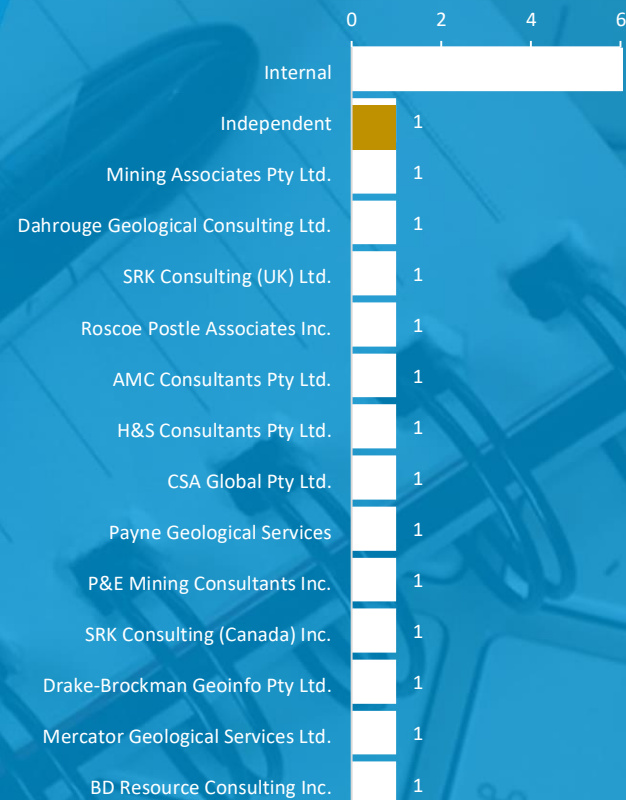 0 2 4 6
Internal
Independent 1
Mining Associates Pty Ltd. 1
Dahrouge Geological Consulting Ltd. 1
SRK Consulting (UK) Ltd. 1
Roscoe Postle Associates Inc. 1
AMC Consultants Pty Ltd. 1
H&S Consultants Pty Ltd. 1
CSA Global Pty Ltd. 1
Payne Geological Services 1
P&E Mining Consultants Inc. 1
SRK Consulting (Canada) Inc. 1
Drake-Brockman Geoinfo Pty Ltd. 1
Mercator Geological Services Ltd. 1
BD Resource Consulting Inc. 1